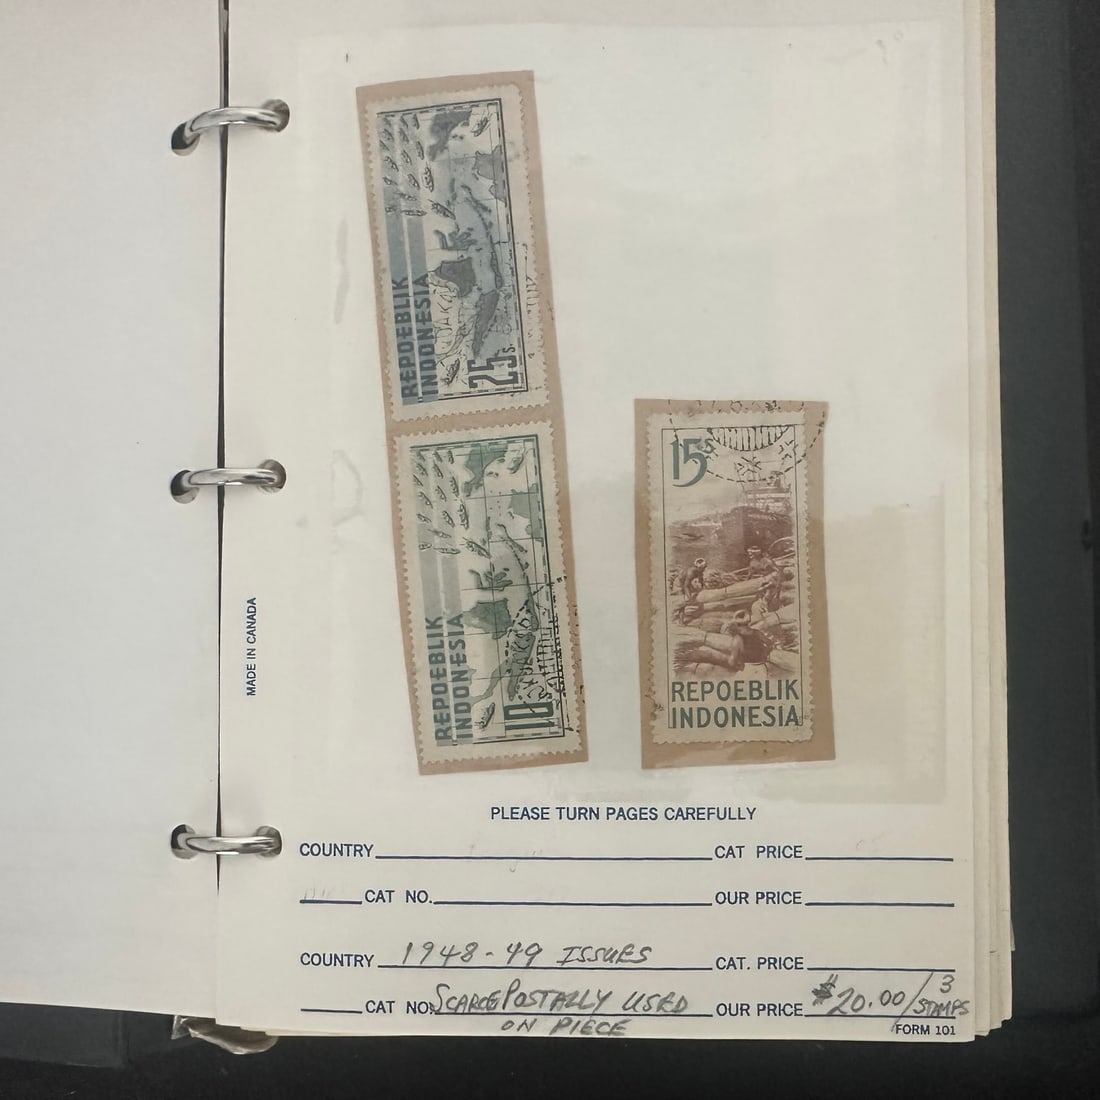 REPOEBLIK
INDONESIA
25s.
REPOEBLIK
INDONESIA
10
15s
REPOEBLIK
INDONESIA
MADE IN CANADA
PLEASE TURN PAGES CAREFULLY
COUNTRY CAT PRICE
CAT NO. OUR PRICE
COUNTRY 1948-49 ISSUES CAT. PRICE
CAT NO. SCARCE POSTALLY USED OUR PRICE $20.00/3 STAMPS
ON PIECE
FORM 101